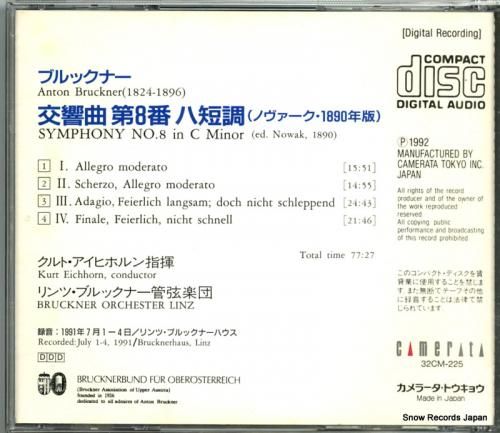 [Digital Recording]
ブルックナー
Anton Bruckner(1824-1896)
交響曲 第8番 ハ短調(ノヴァーク・1890年版)
SYMPHONY NO.8 in C Minor (ed. Nowak, 1890)
1 I. Allegro moderato [15:51]
2 II. Scherzo, Allegro moderato [14:55]
3 III. Adagio, Feierlich langsam; doch nicht schleppend [24:43]
4 IV. Finale, Feierlich, nicht schnell [21:46]
Total time 77:27
クルト・アイヒホルン指揮
Kurt Eichhorn, conductor
リンツ・ブルックナー管弦楽団
BRUCKNER ORCHESTER LINZ
録音:1991年7月1-4日/リンツ・ブルックナーハウス
Recorded:July 1-4, 1991/Brucknerhaus, Linz
DDD
BRUCKNERBUND FÜR OBERÖSTERREICH
(Bruckner Association of Upper Austria)
founded in 1926
dedicated to all admires of Anton Bruckner
COMPACT
disc
DIGITAL AUDIO
Ⓟ 1992
MANUFACTURED BY
CAMERATA TOKYO INC.
JAPAN
All rights of the record
producer and of the owner of
the work reproduced
reserved
All copying public
performance and broadcasting
of this record prohibited
このコンパクト・ディスクを賃
貸業に使用することを禁じま
す。また無断でテープその他
に録音することは法律で禁
じられています。
camerata
32CM-225
カメラータ・トウキョウ
Made in Japan
Snow Records Japan